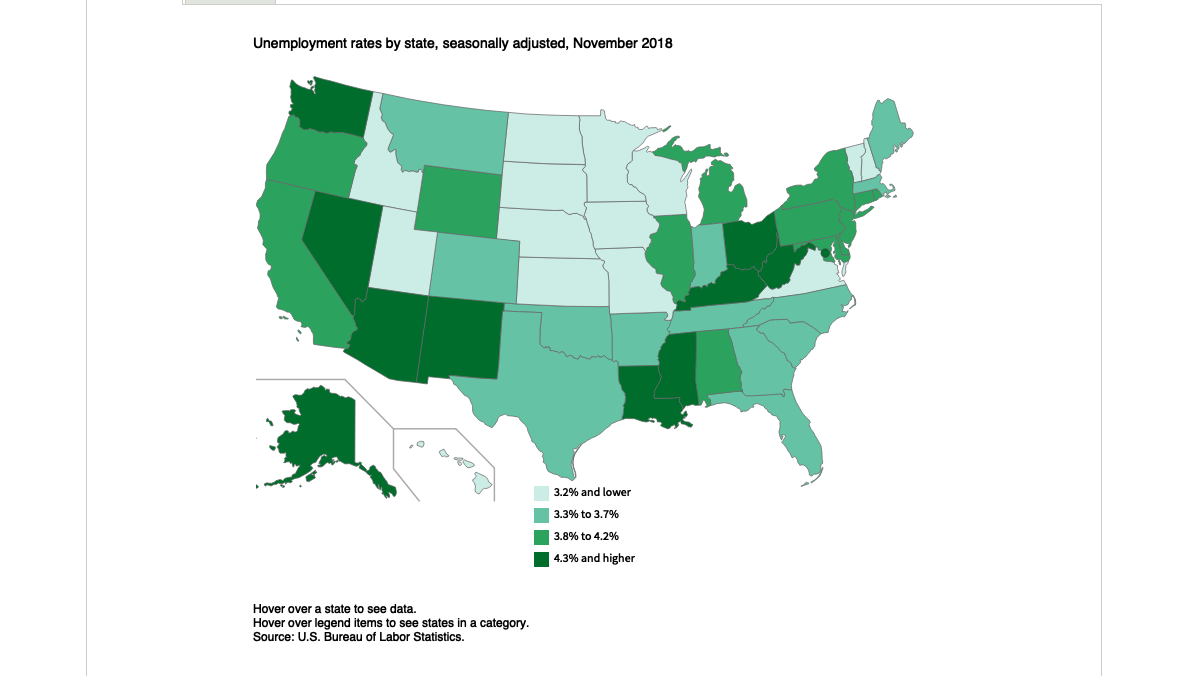 Unemployment rates by state, seasonally adjusted, November 2018
3.2% and lower
3.3% to 3.7%
3.8% to 4.2%
4.3% and higher
Hover over a state to see data.
Hover over legend items to see states in a category.
Source: U.S. Bureau of Labor Statistics.